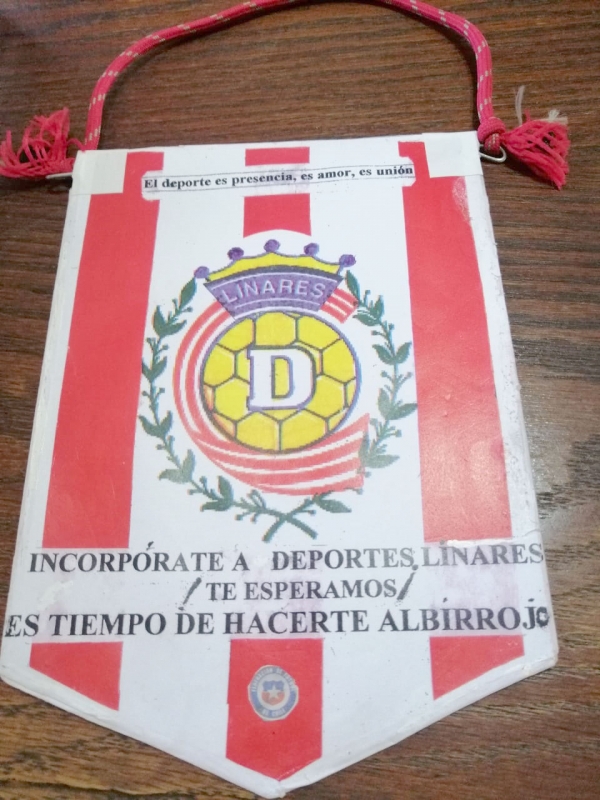 El deporte es presencia, es amor, es unión
LINARES
D
INCORPÓRATE A DEPORTES LINARES
¡TE ESPERAMOS!
ES TIEMPO DE HACERTE ALBIRROJO